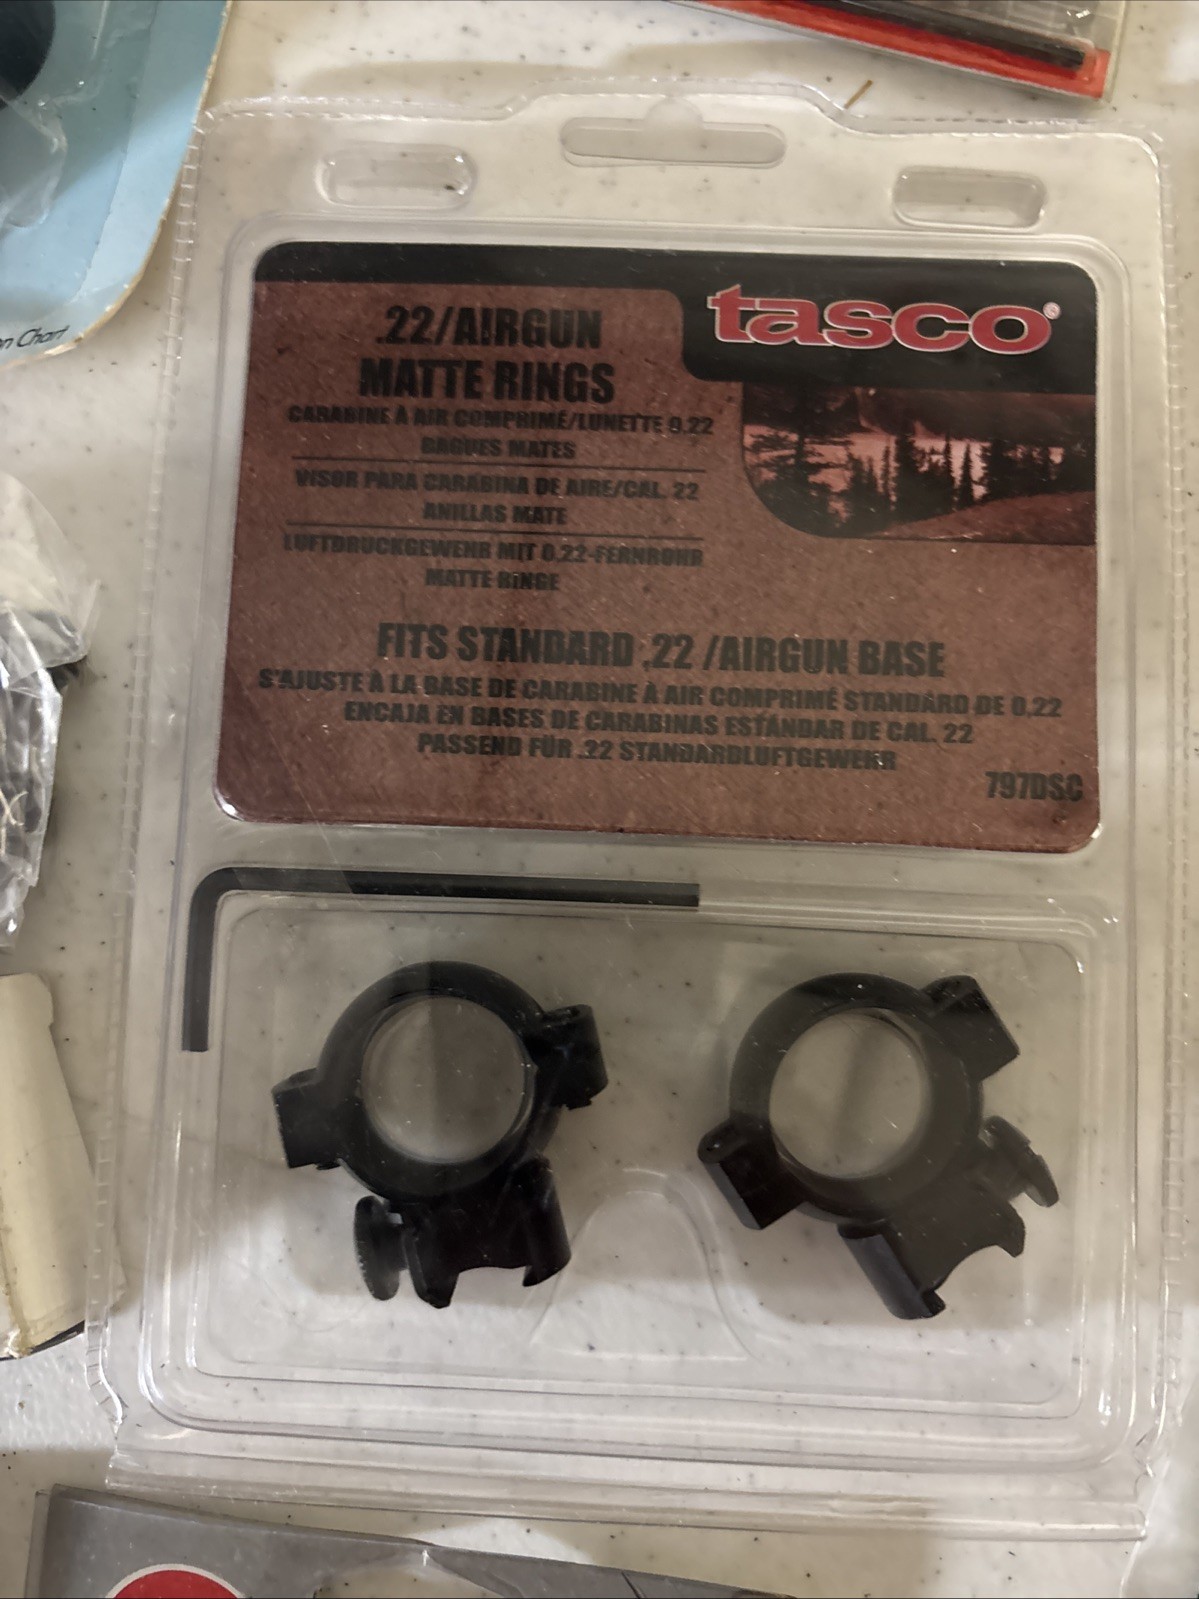 on Chart
tasco®
.22/AIRGUN
MATTE RINGS
CARABINE À AIR COMPRIMÉ/LUNETTE 0.22
BAGUES MATES
VISOR PARA CARABINA DE AIRE/CAL. 22
ANILLAS MATE
LUFTDRUCKGEWEHR MIT 0.22-FERNROHR
MATTE RINGE
FITS STANDARD .22 /AIRGUN BASE
S'AJUSTE À LA BASE DE CARABINE À AIR COMPRIMÉ STANDARD DE 0,22
ENCAJA EN BASES DE CARABINAS ESTÁNDAR DE CAL. 22
PASSEND FÜR .22 STANDARDLUFTGEWEHR
797DSC